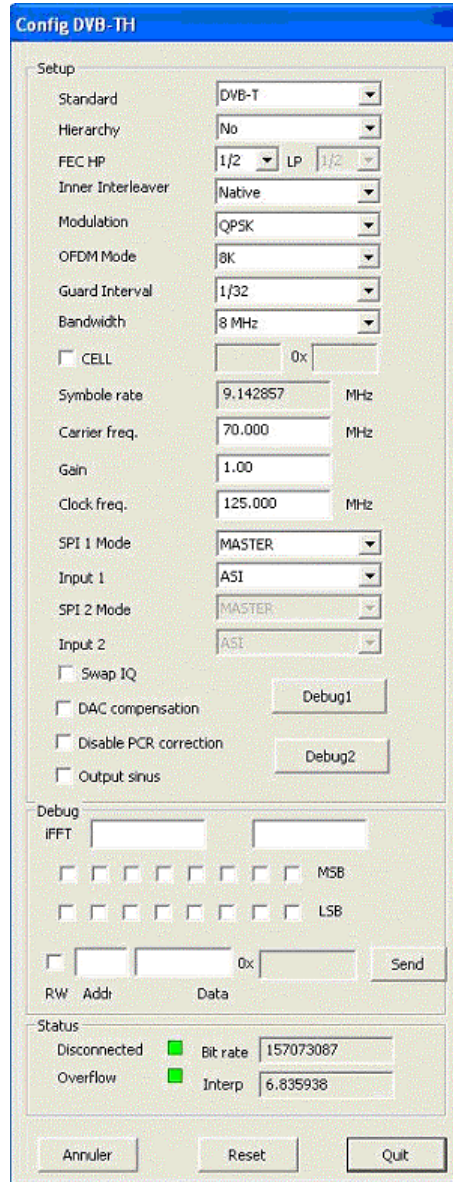 Config DVB-TH
Setup
Standard DVB-T
Hierarchy No
FEC HP 1/2 LP 1/2
Inner Interleaver Native
Modulation QPSK
OFDM Mode 8K
Guard Interval 1/32
Bandwidth 8 MHz
CELL 0x
Symbole rate 9.142857 MHz
Carrier freq. 70.000 MHz
Gain 1.00
Clock freq. 125.000 MHz
SPI 1 Mode MASTER
Input 1 ASI
SPI 2 Mode MASTER
Input 2 ASI
Swap IQ
DAC compensation Debug1
Disable PCR correction
Debug2
Output sinus
Debug
iFFT
MSB
LSB
0x Send
RW Addr Data
Status
Disconnected Bit rate 157073087
Overflow Interp 6.835938
Annuler Reset Quit